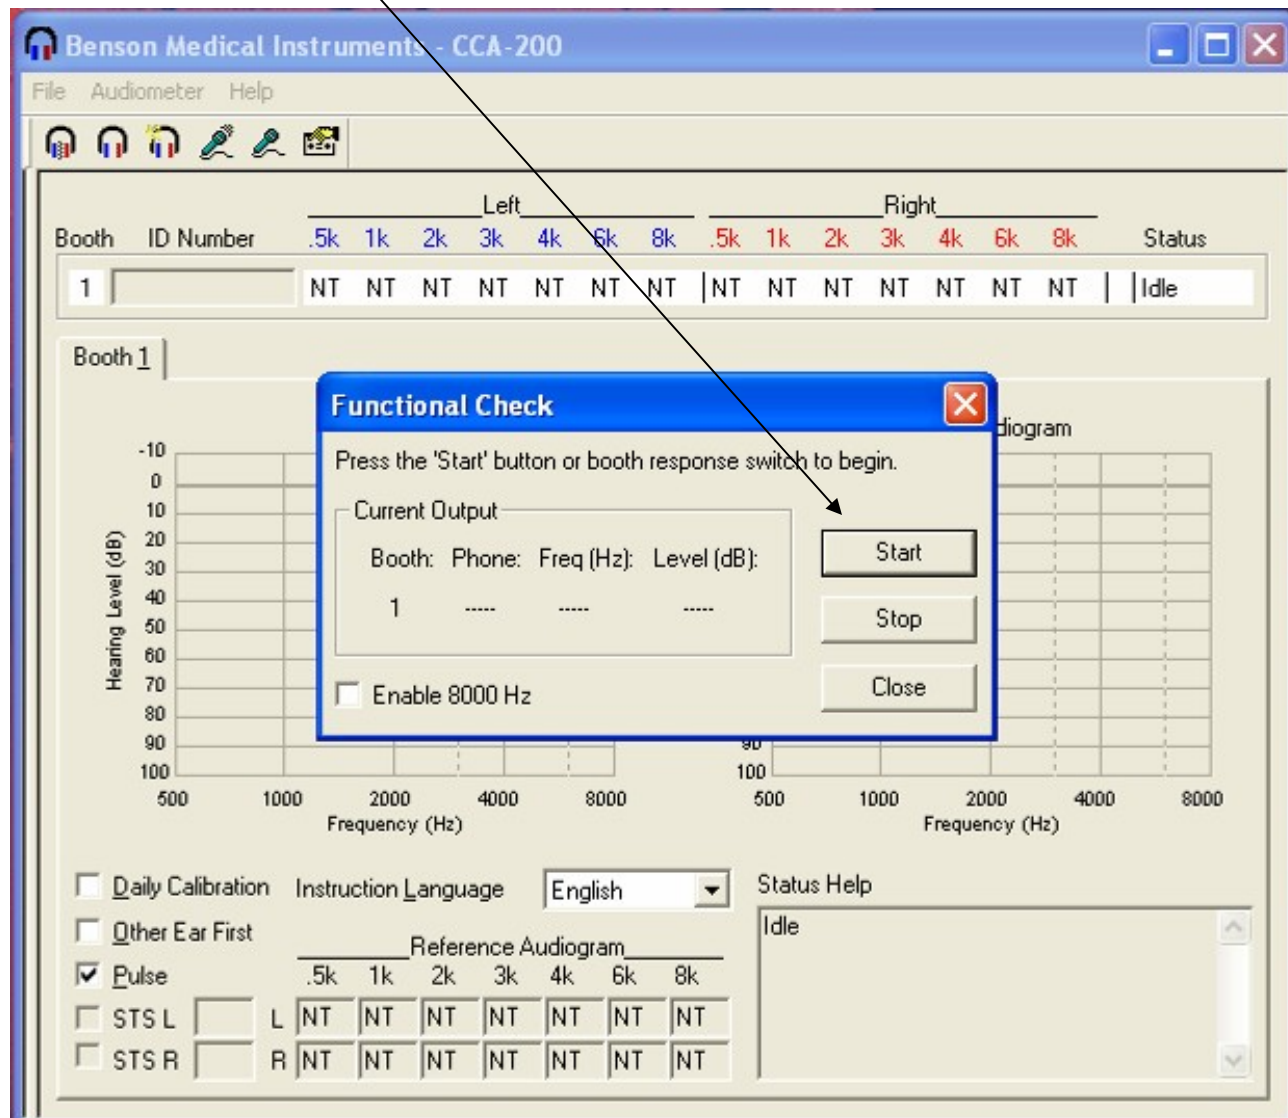 Benson Medical Instruments - CCA-200
File Audiometer Help
Left Right
Booth ID Number .5k 1k 2k 3k 4k 6k 8k .5k 1k 2k 3k 4k 6k 8k Status
1 NT NT NT NT NT NT NT NT NT NT NT NT NT NT Idle
Booth 1
Functional Check
diogram
Press the 'Start' button or booth response switch to begin.
Current Output
Booth: Phone: Freq (Hz): Level (dB):
1 ----- ----- -----
Start
Stop
Close
Enable 8000 Hz
Hearing Level (dB)
-10
0
10
20
30
40
50
60
70
80
90
100
500 1000 2000 4000 8000
Frequency (Hz)
90
100
500 1000 2000 4000 8000
Frequency (Hz)
Daily Calibration Instruction Language English Status Help
Other Ear First Idle
Reference Audiogram
Pulse .5k 1k 2k 3k 4k 6k 8k
STS L L NT NT NT NT NT NT NT
STS R R NT NT NT NT NT NT NT